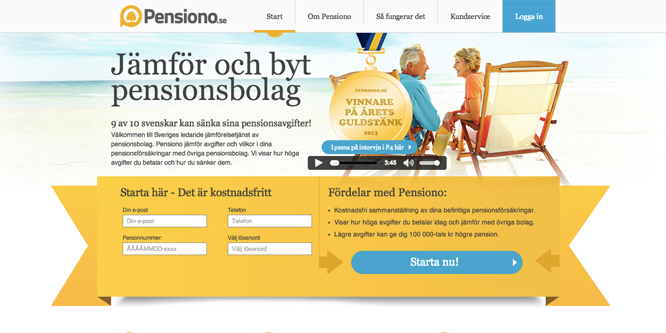 Pensiono.se
Start
Om Pensiono
Så fungerar det
Kundservice
Logga in
Jämför och byt
pensionsbolag
9 av 10 svenskar kan sänka sina pensionsavgifter!
Välkommen till Sveriges ledande jämförelsetjänst av
pensionsbolag. Pensiono jämför avgifter och villkor i dina
pensionsförsäkringar med övriga pensionsbolag. Vi visar hur höga
avgifter du betalar och hur du sänker dem.
PENSIONO.SE
VINNARE
PÅ ÅRETS
GULDSTÄNK
2013
Lyssna på intervju i P4 här
3:45
Starta här - Det är kostnadsfritt
Din e-post
Telefon
Din e-post
Telefon
Personnummer:
Välj lösenord
ÅÅÅÅMMDD-xxxx
Välj lösenord
Fördelar med Pensiono:
Kostnadsfri sammanställning av dina befintliga pensionsförsäkringar.
Visar hur höga avgifter du betalar idag och jämför med övriga bolag.
Lägre avgifter kan ge dig 100 000-tals kr högre pension.
Starta nu!